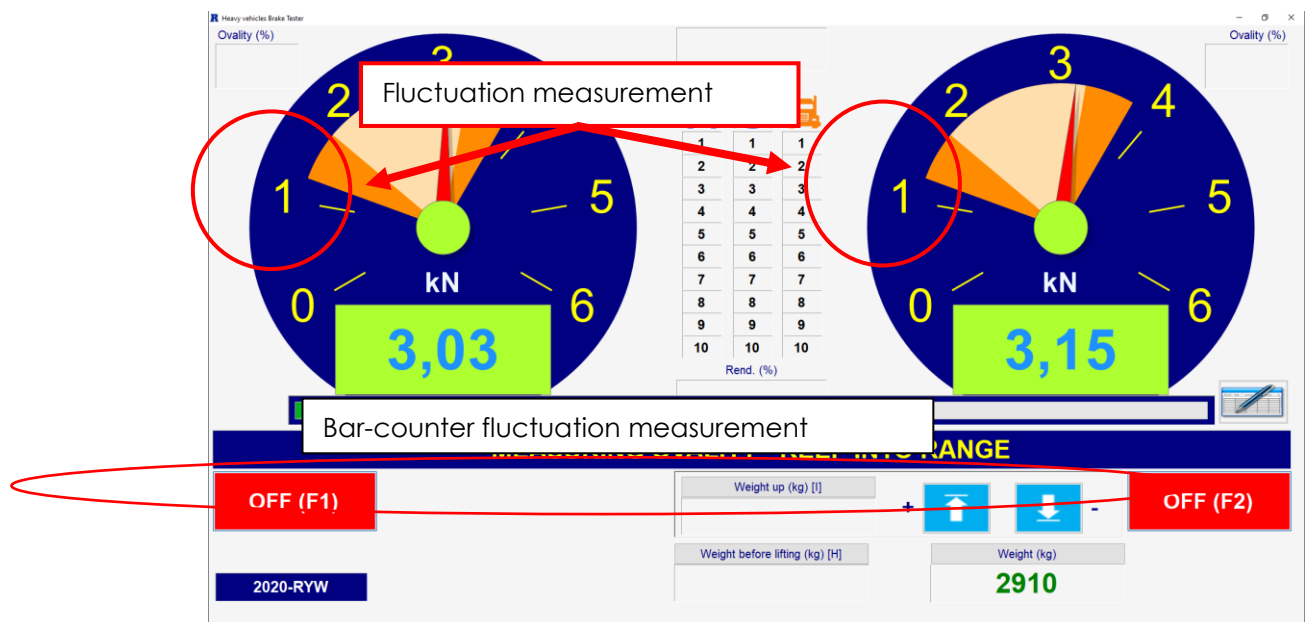 R Heavy vehicles Brake Tester
Ovality (%)
Ovality (%)
Fluctuation measurement
0
1
2
3
5
6
kN
3,03
1 1 1
2 2 2
3 3 3
4 4 4
5 5 5
6 6 6
7 7 7
8 8 8
9 9 9
10 10 10
Rend. (%)
0
1
2
3
4
5
6
kN
3,15
Bar-counter fluctuation measurement
MEASURING OVALITY - KEEP INTO RANGE
OFF (F1)
Weight up (kg) [I]
+ -
OFF (F2)
Weight before lifting (kg) [H]
Weight (kg)
2910
2020-RYW